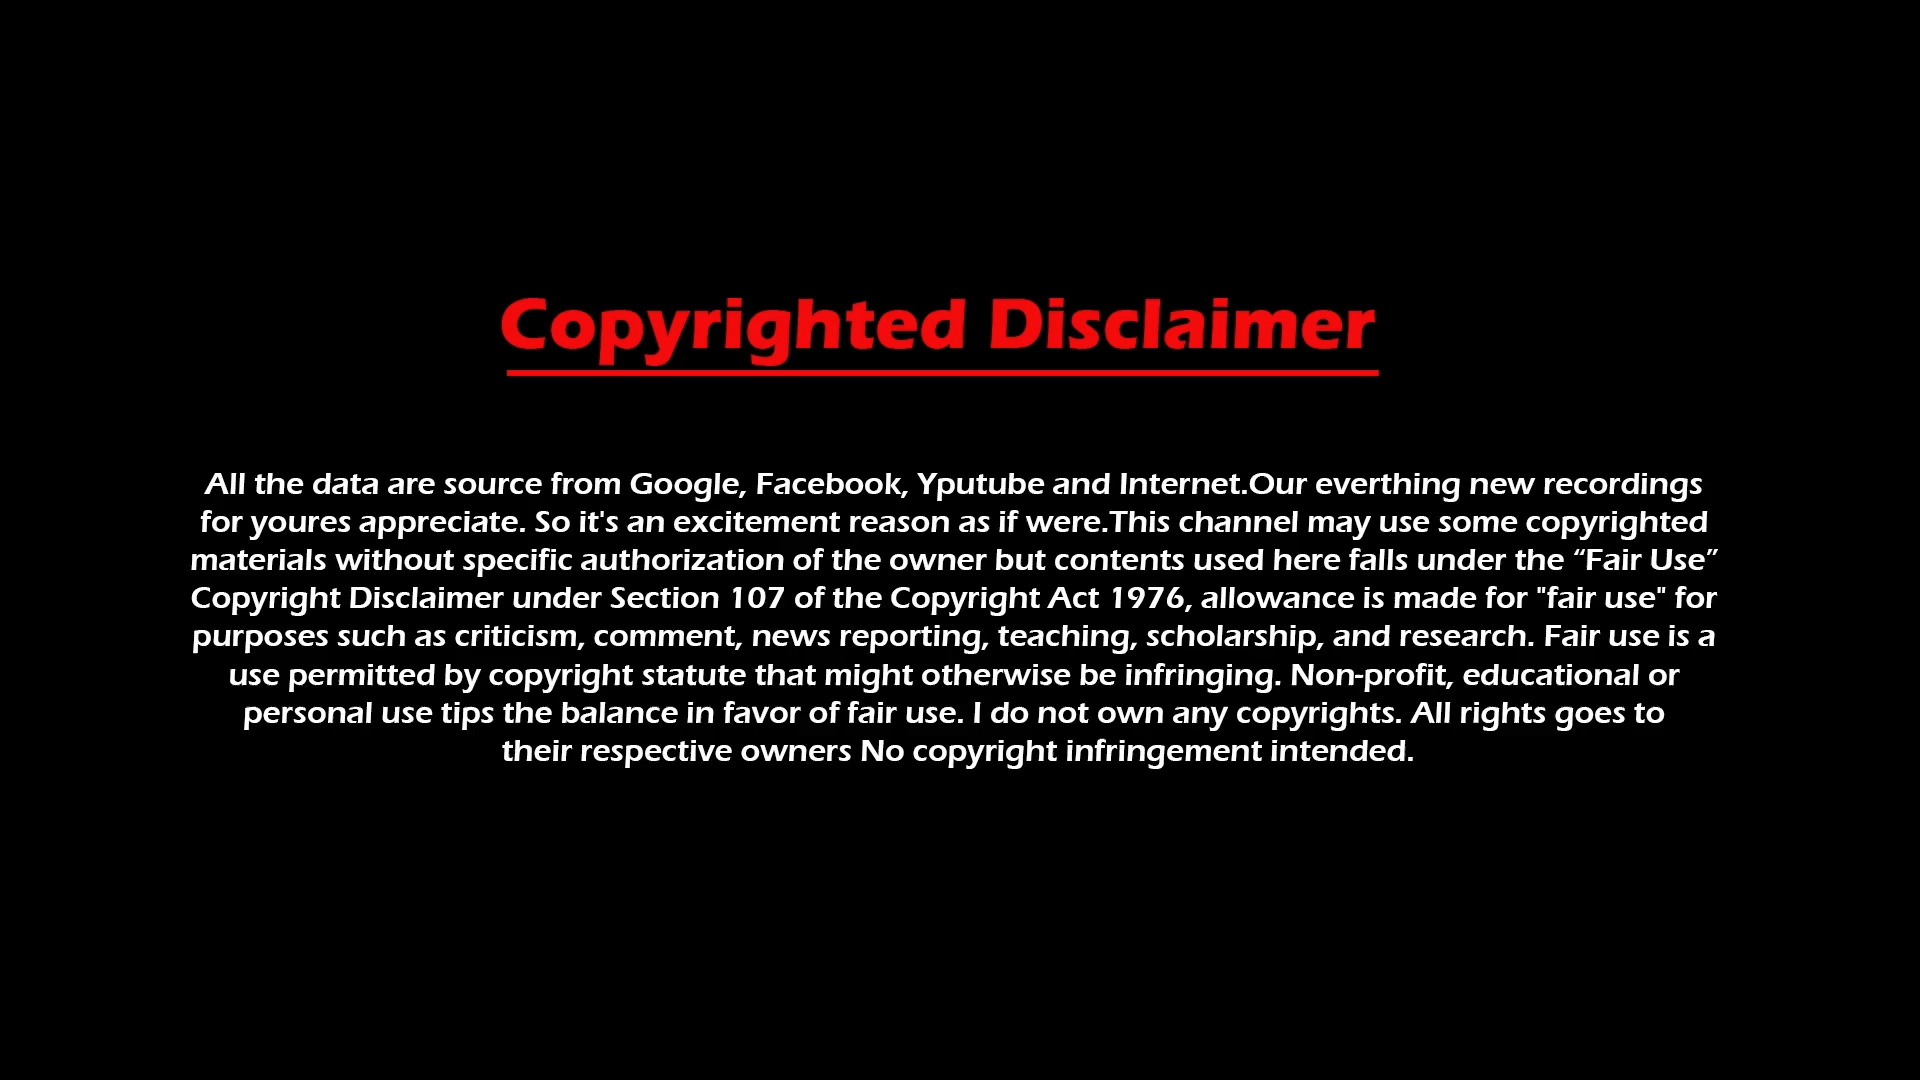 Copyrighted Disclaimer
All the data are source from Google, Facebook, Yputube and Internet.Our everthing new recordings
for youres appreciate. So it's an excitement reason as if were.This channel may use some copyrighted
materials without specific authorization of the owner but contents used here falls under the “Fair Use”
Copyright Disclaimer under Section 107 of the Copyright Act 1976, allowance is made for "fair use" for
purposes such as criticism, comment, news reporting, teaching, scholarship, and research. Fair use is a
use permitted by copyright statute that might otherwise be infringing. Non-profit, educational or
personal use tips the balance in favor of fair use. I do not own any copyrights. All rights goes to
their respective owners No copyright infringement intended.